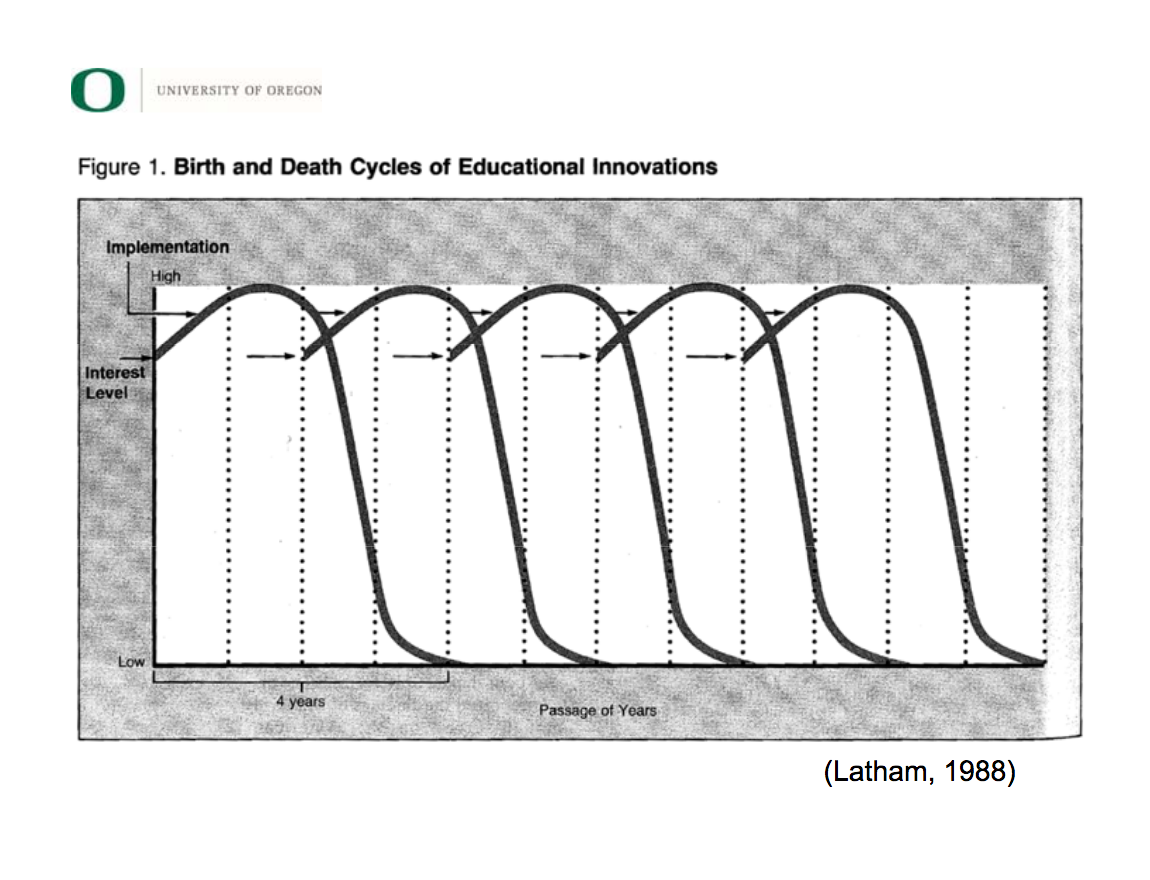 O
UNIVERSITY OF OREGON
Figure 1. Birth and Death Cycles of Educational Innovations
Implementation
High
Interest
Level
Low
4 years
Passage of Years
(Latham, 1988)